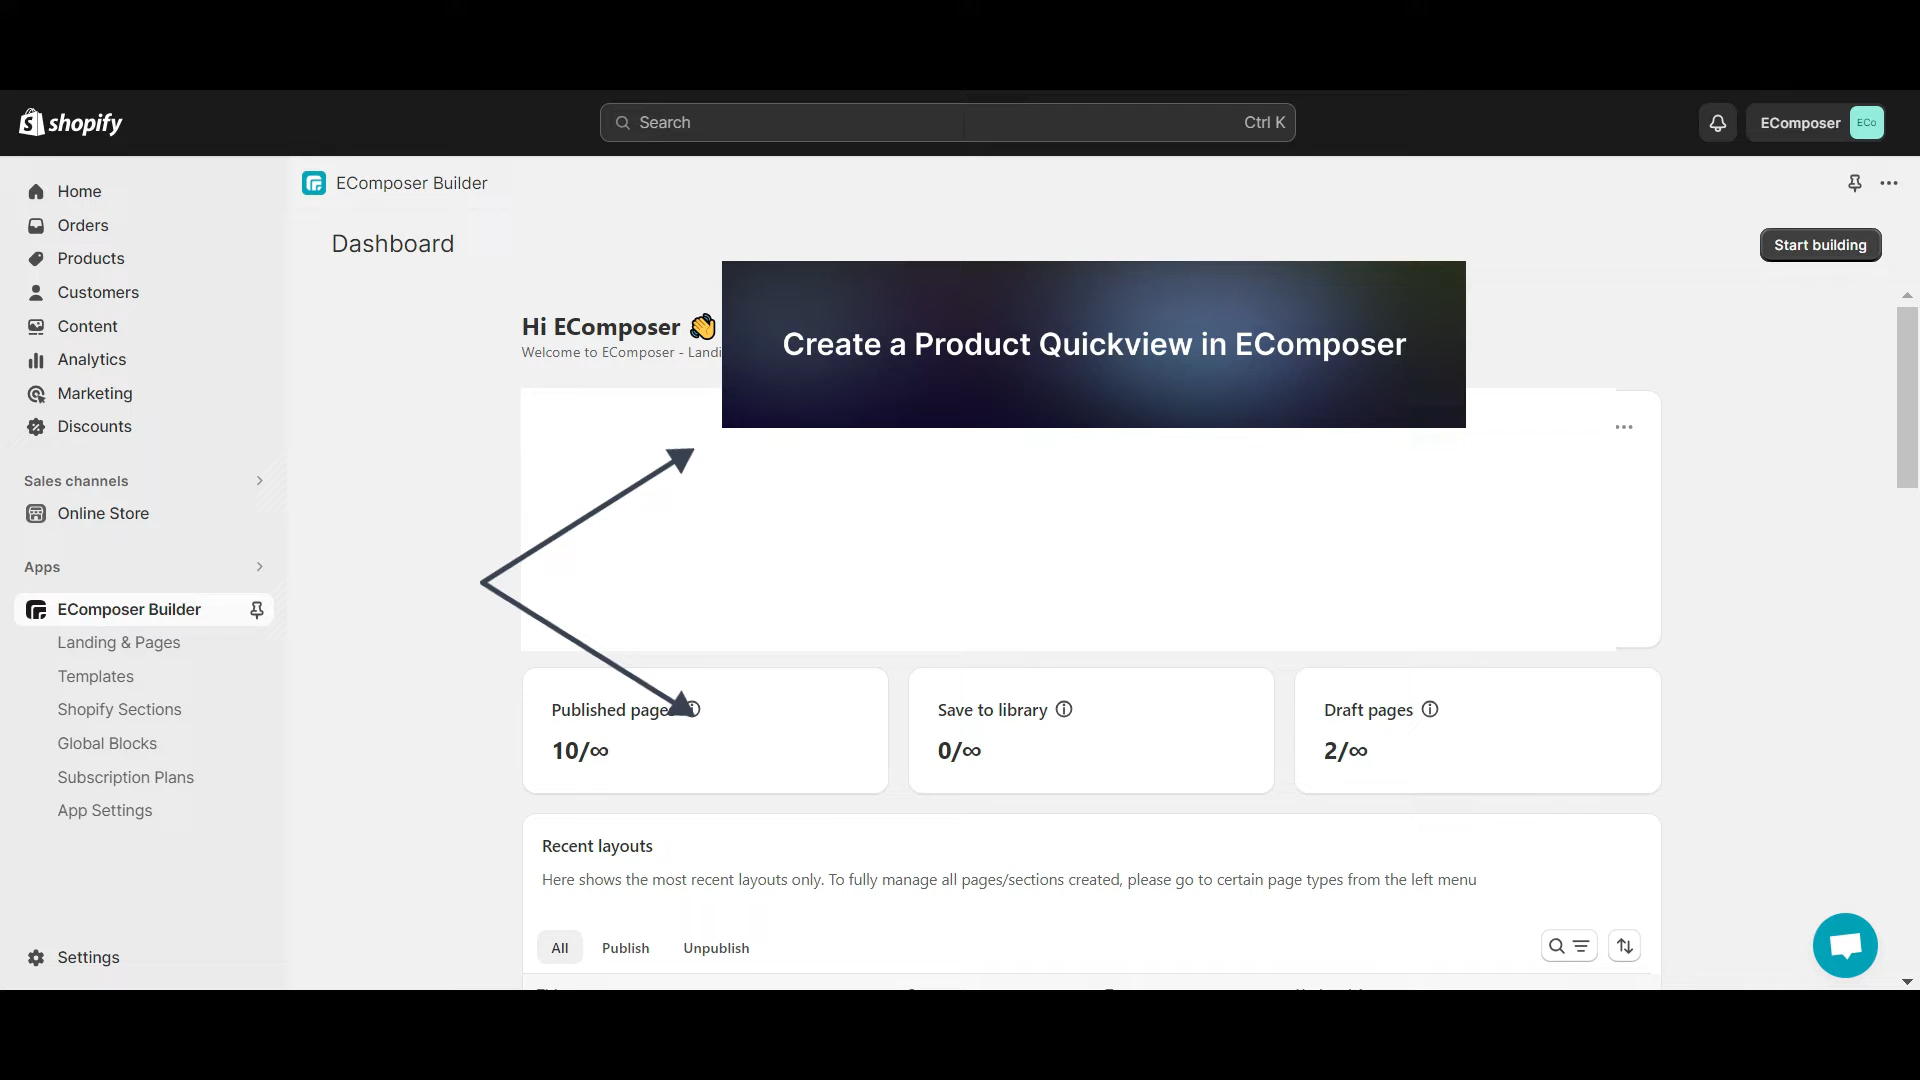 shopify
Search
Ctrl K
EComposer
ECo
Home
Orders
Products
Customers
Content
Analytics
Marketing
Discounts
Sales channels
Online Store
Apps
EComposer Builder
Landing & Pages
Templates
Shopify Sections
Global Blocks
Subscription Plans
App Settings
Settings
EComposer Builder
Dashboard
Start building
Hi EComposer 👋
Welcome to EComposer - Landi
Create a Product Quickview in EComposer
Published page
10/∞
Save to library
0/∞
Draft pages
2/∞
Recent layouts
Here shows the most recent layouts only. To fully manage all pages/sections created, please go to certain page types from the left menu
All
Publish
Unpublish